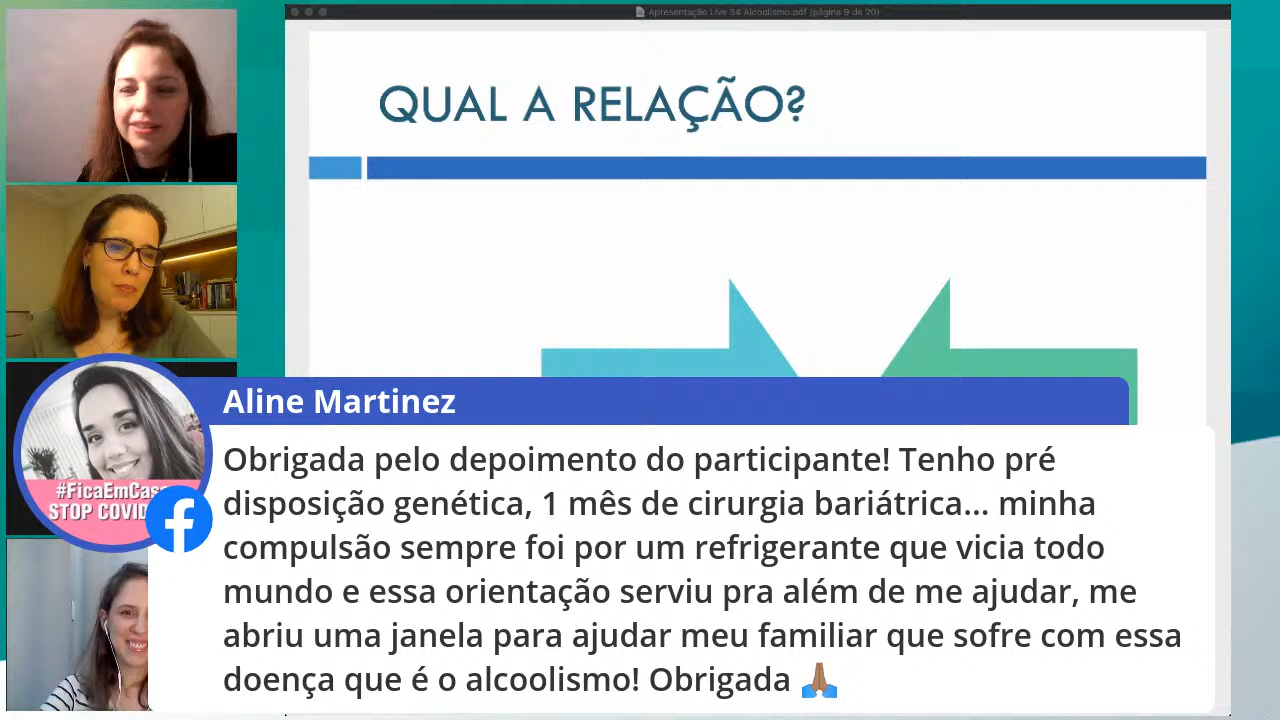 Apresentação Live 34 Alcoolismo.pdf (página 9 de 20)
QUAL A RELAÇÃO?
Aline Martinez
Obrigada pelo depoimento do participante! Tenho pré
disposição genética, 1 mês de cirurgia bariátrica... minha
compulsão sempre foi por um refrigerante que vicia todo
mundo e essa orientação serviu pra além de me ajudar, me
abriu uma janela para ajudar meu familiar que sofre com essa
doença que é o alcoolismo! Obrigada 🙏🏽
#FicaEmCasa
STOP COVID